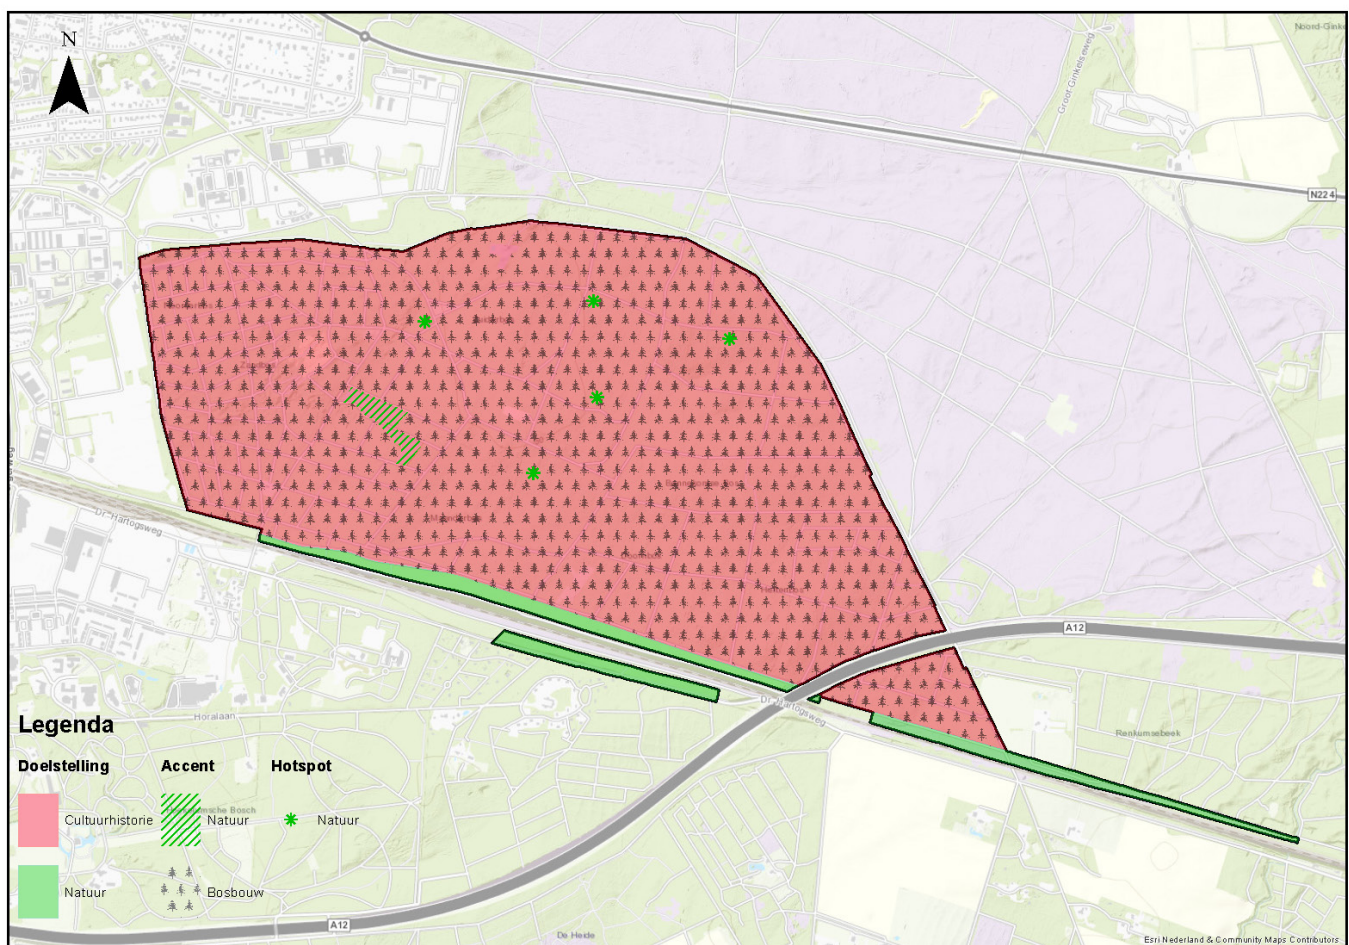 N
Noord-Ginkel
Groot Ginkelseweg
N224
Dr. Hartogsweg
A12
Dr. Hartogsweg
Renkumsebeek
Horalaan
Legenda
Doelstelling Accent Hotspot
Cultuurhistorie Natuur Natuur
Natuur Bosbouw
A12
De Heide
Esri Nederland & Community Maps Contributors